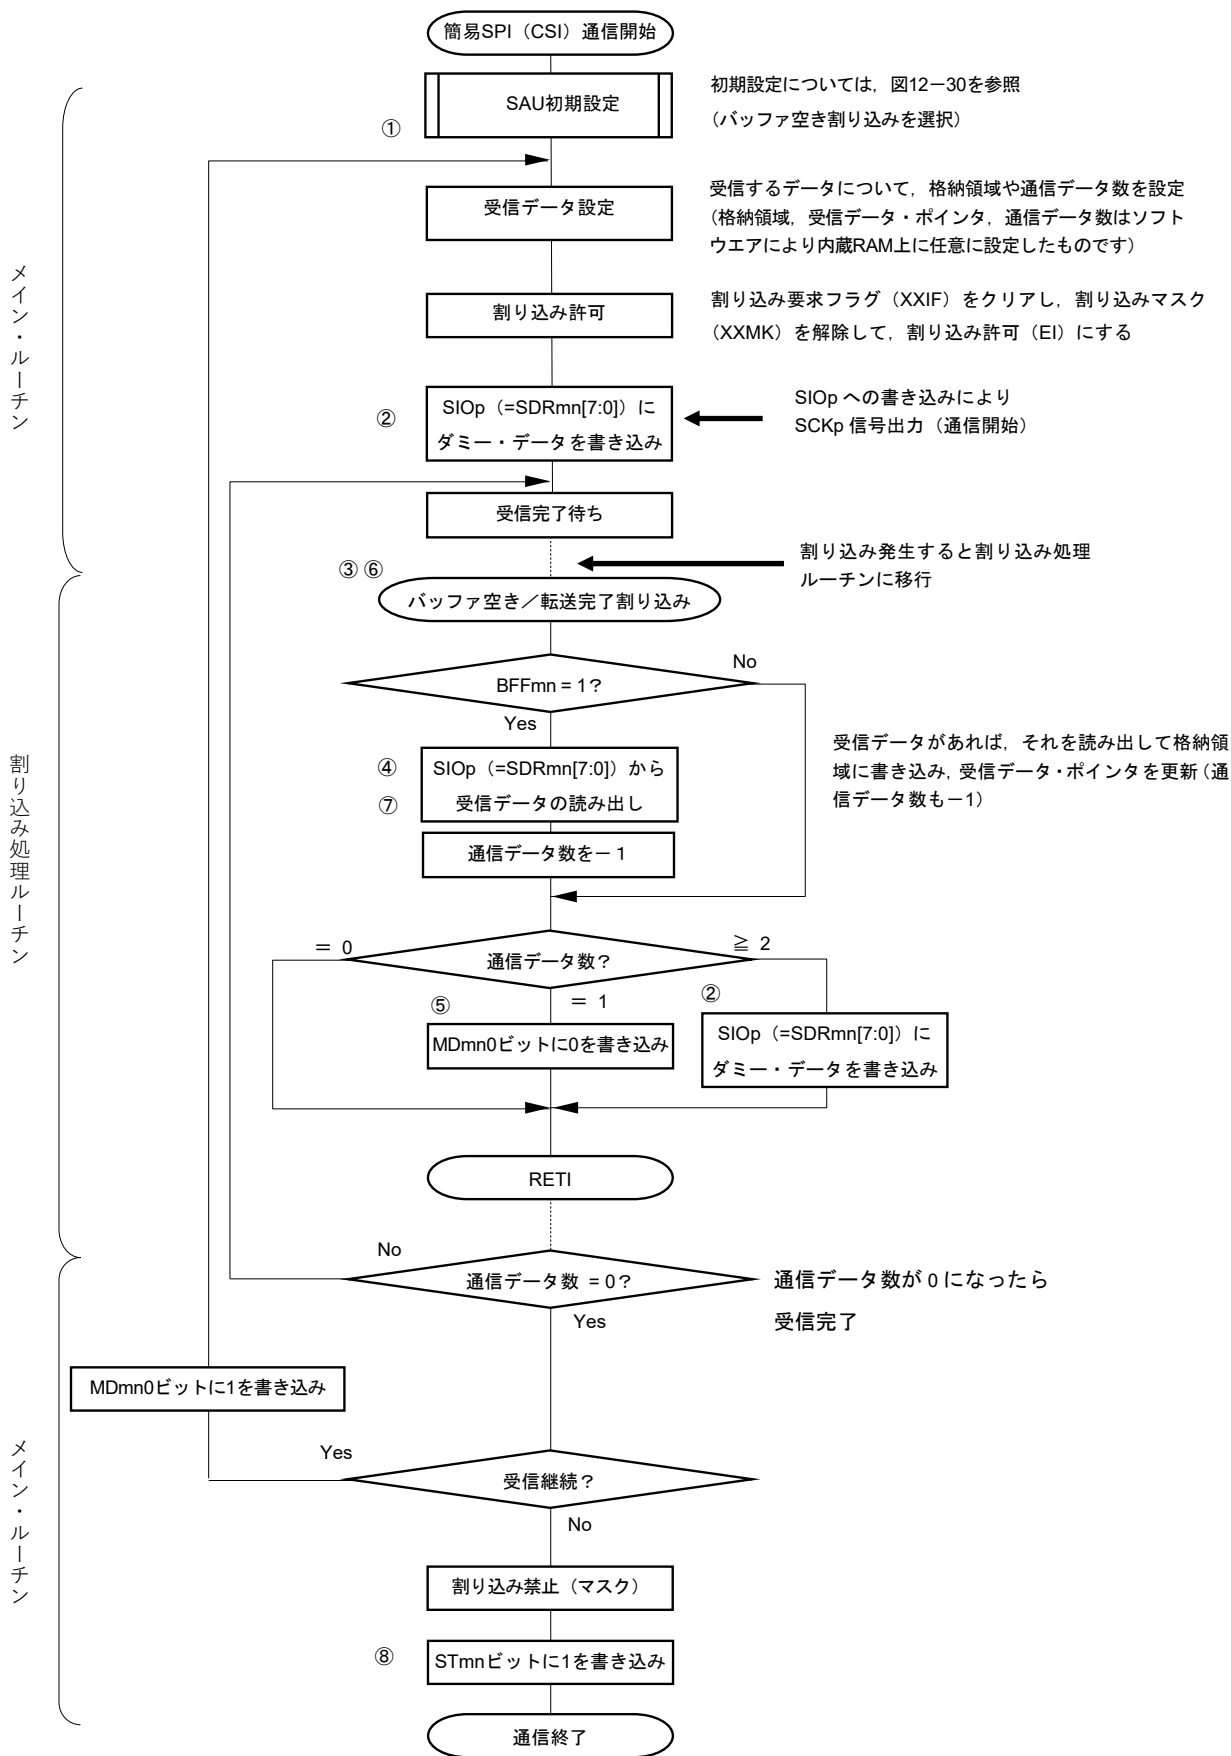 簡易SPI（CSI）通信開始
SAU初期設定
初期設定については，図12－30を参照
（バッファ空き割り込みを選択）
①
受信データ設定
受信するデータについて，格納領域や通信データ数を設定
（格納領域，受信データ・ポインタ，通信データ数はソフト
ウエアにより内蔵RAM上に任意に設定したものです）
メイン・ルーチン
割り込み許可
割り込み要求フラグ（XXIF）をクリアし，割り込みマスク
（XXMK）を解除して，割り込み許可（EI）にする
②
SIOp（=SDRmn[7:0]）に
ダミー・データを書き込み
SIOp への書き込みにより
SCKp 信号出力（通信開始）
受信完了待ち
割り込み発生すると割り込み処理
ルーチンに移行
③ ⑥
バッファ空き／転送完了割り込み
BFFmn = 1？
No
Yes
割り込み処理ルーチン
④
⑦
SIOp（=SDRmn[7:0]）から
受信データの読み出し
受信データがあれば，それを読み出して格納領
域に書き込み，受信データ・ポインタを更新（通
信データ数も－1）
通信データ数を－１
通信データ数？
＝ 0
≧ 2
＝ 1
⑤
MDmn0ビットに0を書き込み
②
SIOp（=SDRmn[7:0]）に
ダミー・データを書き込み
RETI
No
通信データ数 = 0？
Yes
通信データ数が 0 になったら
受信完了
MDmn0ビットに1を書き込み
メイン・ルーチン
Yes
受信継続？
No
割り込み禁止（マスク）
⑧
STmnビットに1を書き込み
通信終了